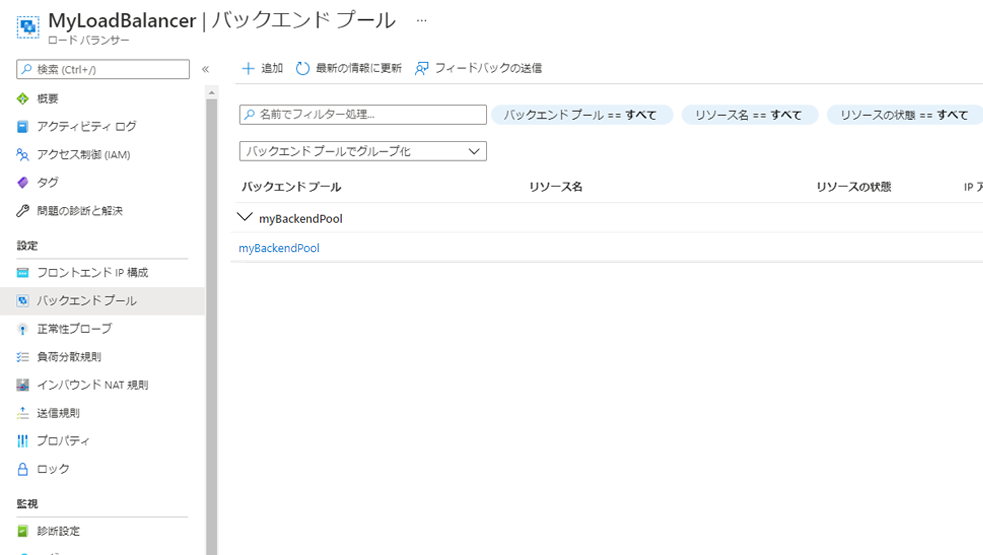 MyLoadBalancer | バックエンド プール ...
ロード バランサー
検索 (Ctrl+/)
«
追加 最新の情報に更新 フィードバックの送信
概要
アクティビティ ログ
アクセス制御 (IAM)
タグ
問題の診断と解決
設定
フロントエンド IP 構成
バックエンド プール
正常性プローブ
負荷分散規則
インバウンド NAT 規則
送信規則
プロパティ
ロック
監視
診断設定
名前でフィルター処理... バックエンド プール == すべて リソース名 == すべて リソースの状態 == すべて
バックエンド プールでグループ化
バックエンド プール リソース名 リソースの状態 IP ア
myBackendPool
myBackendPool